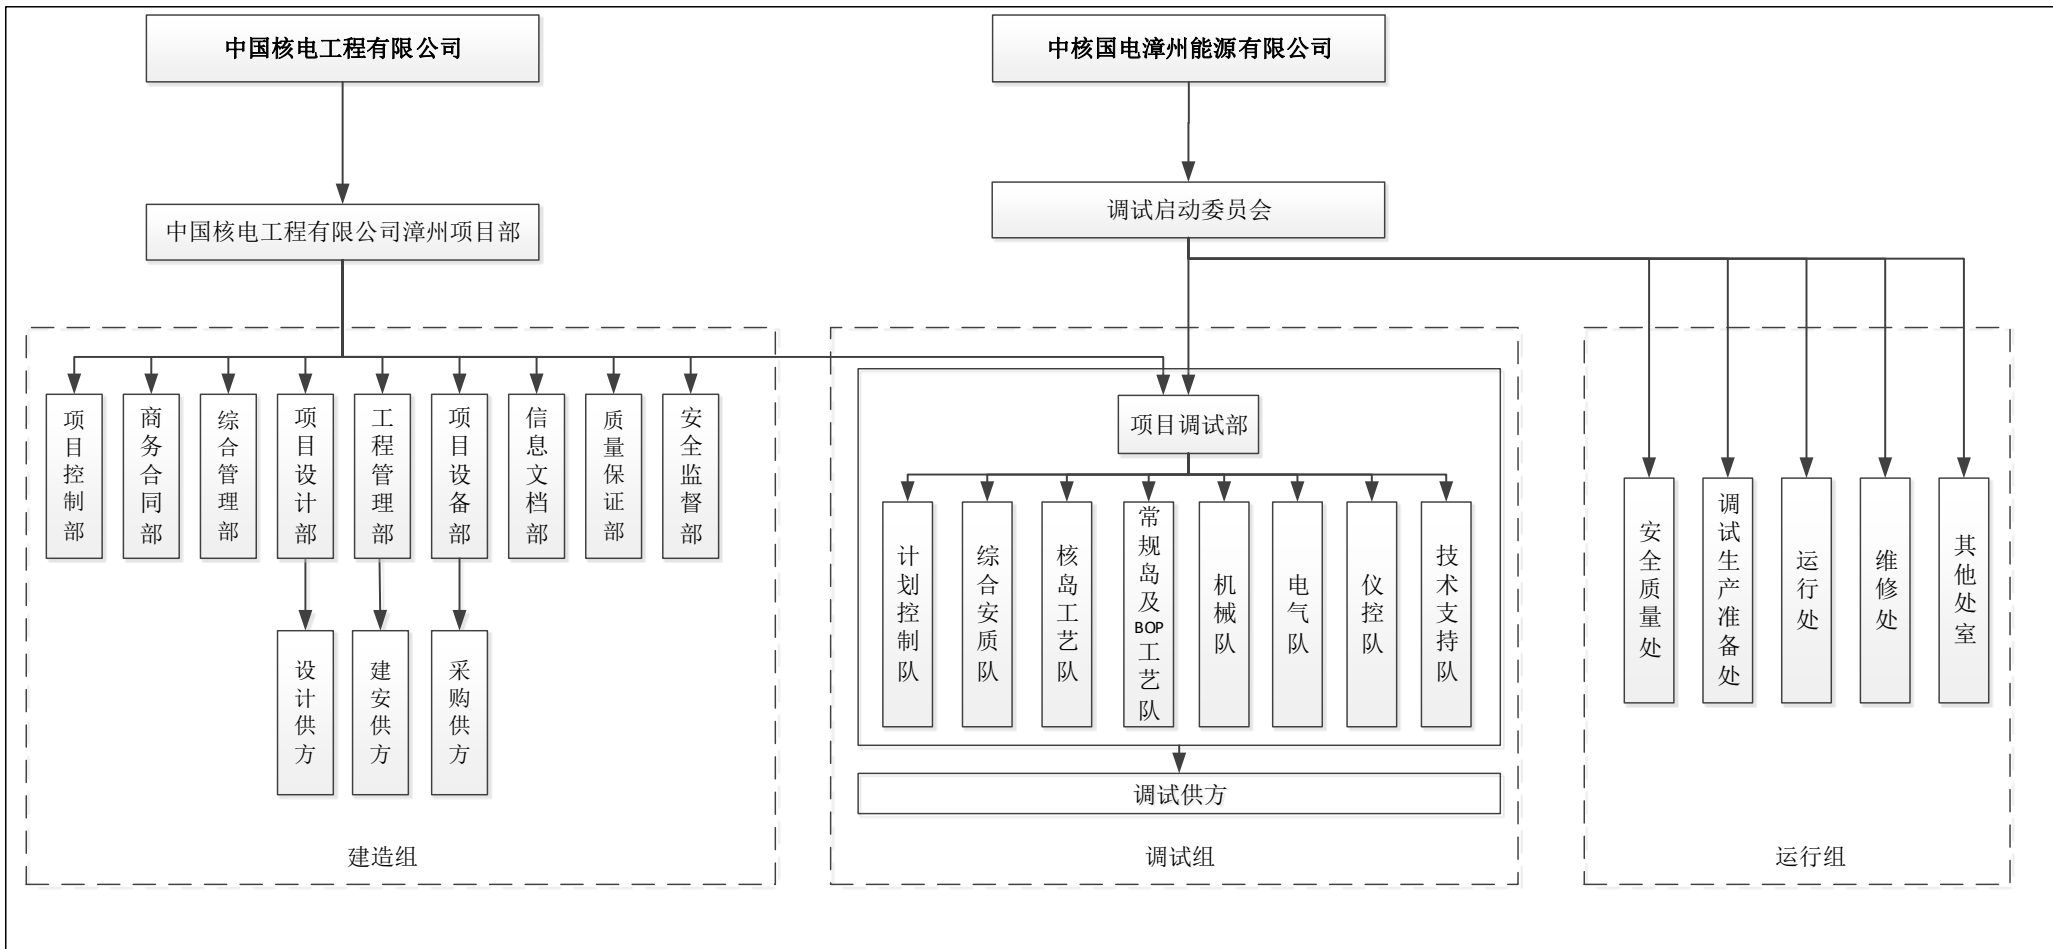 中国核电工程有限公司
中核国电漳州能源有限公司
调试启动委员会
中国核电工程有限公司漳州项目部
项目控制部
商务合同部
综合管理部
项目设计部
工程管理部
项目设备部
信息文档部
质量保证部
安全监督部
项目调试部
计划控制队
综合安质队
核岛工艺队
常规岛及BOP工艺队
机械队
电气队
仪控队
技术支持队
安全质量处
调试生产准备处
运行处
维修处
其他处室
设计供方
建安供方
采购供方
调试供方
建造组
调试组
运行组